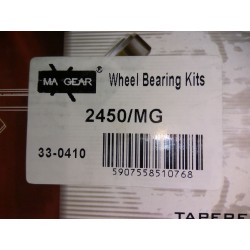 MAXGEAR®
Wheel Bearing Kits
2450/MG
33-0410
5907558510768
TAPERE